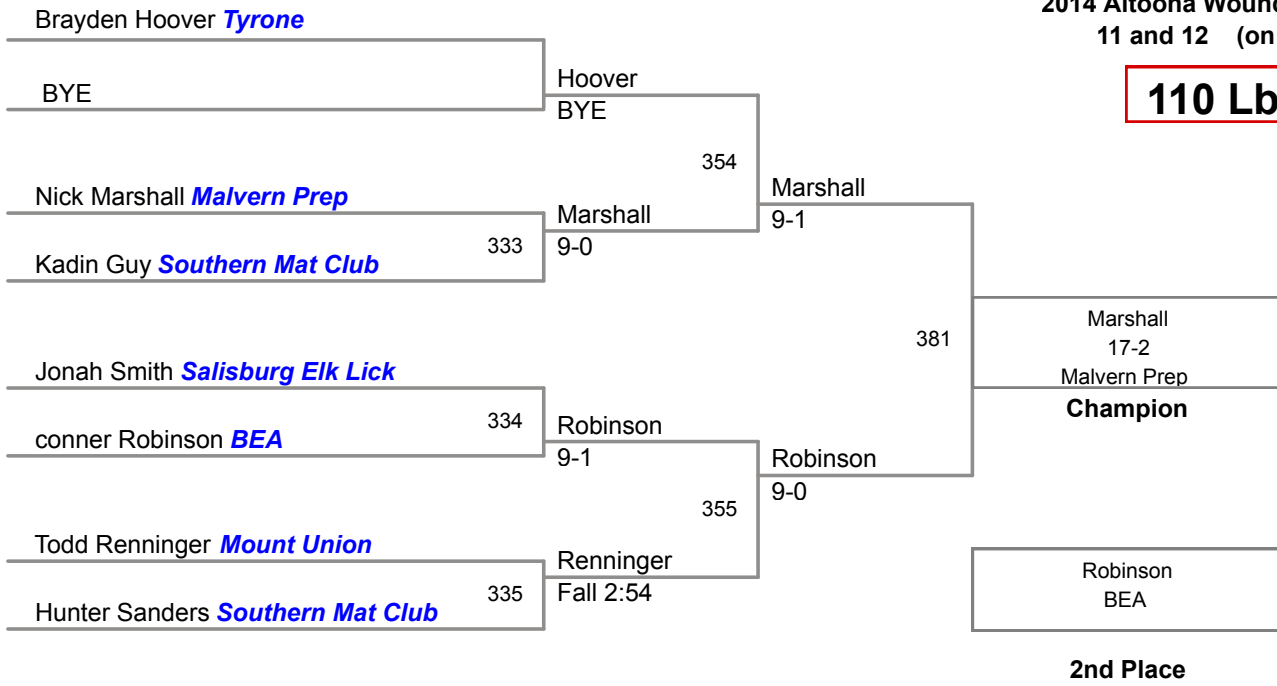 Brayden Hoover Tyrone
2014 Altoona
11 and 12 (on
BYE
Hoover
BYE
110 Lb
354
Nick Marshall Malvern Prep
Marshall
9-0
Marshall
9-1
333
Kadin Guy Southern Mat Club
381
Marshall
17-2
Malvern Prep
Champion
Jonah Smith Salisburg Elk Lick
334
conner Robinson BEA
Robinson
9-1
Robinson
9-0
355
Todd Renninger Mount Union
Renninger
Fall 2:54
335
Hunter Sanders Southern Mat Club
Robinson
BEA
2nd Place